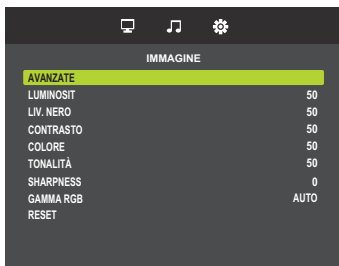 IMMAGINE
AVANZATE
LUMINOSIT 50
LIV. NERO 50
CONTRASTO 50
COLORE 50
TONALITÀ 50
SHARPNESS 0
GAMMA RGB AUTO
RESET